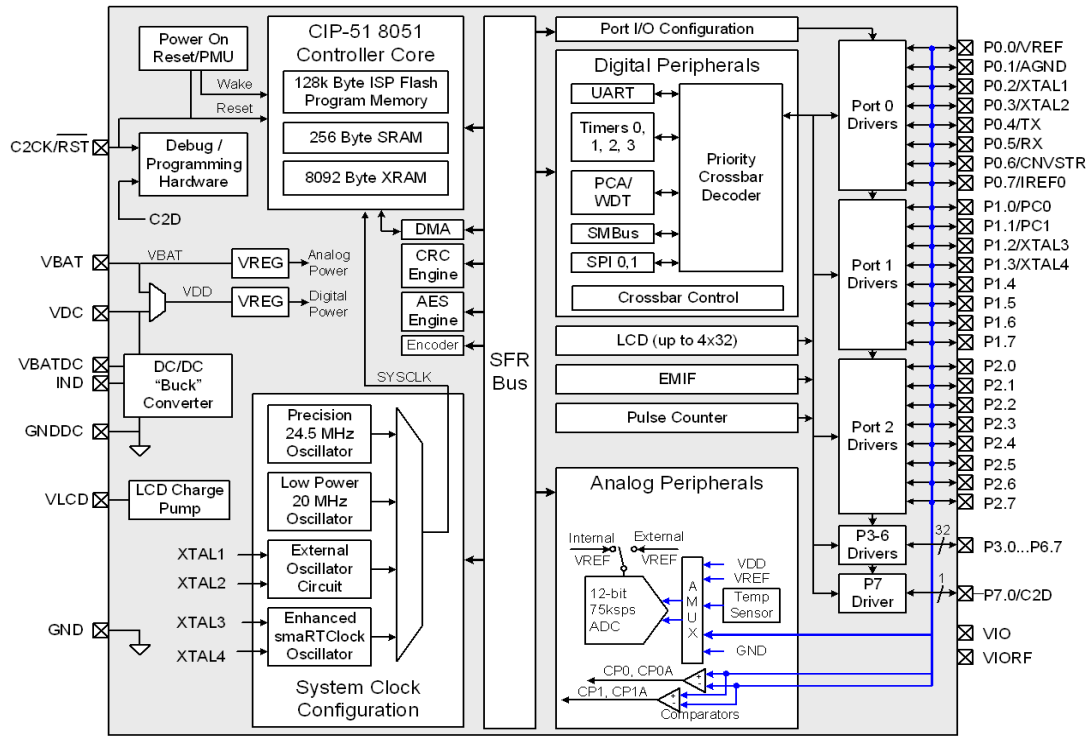 Power On
Reset/PMU
Wake
Reset
C2CK/RST
Debug /
Programming
Hardware
C2D
CIP-51 8051
Controller Core
128k Byte ISP Flash
Program Memory
256 Byte SRAM
8092 Byte XRAM
DMA
CRC
Engine
AES
Engine
Encoder
VBAT
VBAT
VREG
Analog
Power
VDC
VDD
VREG
Digital
Power
VBATDC
IND
DC/DC
"Buck"
Converter
GNDDC
VLCD
LCD Charge
Pump
SYSCLK
Precision
24.5 MHz
Oscillator
Low Power
20 MHz
Oscillator
XTAL1
XTAL2
External
Oscillator
Circuit
XTAL3
XTAL4
Enhanced
smaRTClock
Oscillator
GND
System Clock
Configuration
SFR
Bus
Port I/O Configuration
Digital Peripherals
UART
Timers 0,
1, 2, 3
PCA/
WDT
SMBus
SPI 0,1
Priority
Crossbar
Decoder
Crossbar Control
LCD (up to 4x32)
EMIF
Pulse Counter
Analog Peripherals
Internal
VREF
External
VREF
12-bit
75ksps
ADC
A
M
U
X
VDD
VREF
Temp
Sensor
GND
CP0, CP0A
CP1, CP1A
+
-
+
-
Comparators
Port 0
Drivers
Port 1
Drivers
Port 2
Drivers
P3-6
Drivers
32
P7
Driver
1
P0.0/VREF
P0.1/AGND
P0.2/XTAL1
P0.3/XTAL2
P0.4/TX
P0.5/RX
P0.6/CNVSTR
P0.7/IREF0
P1.0/PC0
P1.1/PC1
P1.2/XTAL3
P1.3/XTAL4
P1.4
P1.5
P1.6
P1.7
P2.0
P2.1
P2.2
P2.3
P2.4
P2.5
P2.6
P2.7
P3.0...P6.7
P7.0/C2D
VIO
VIORF